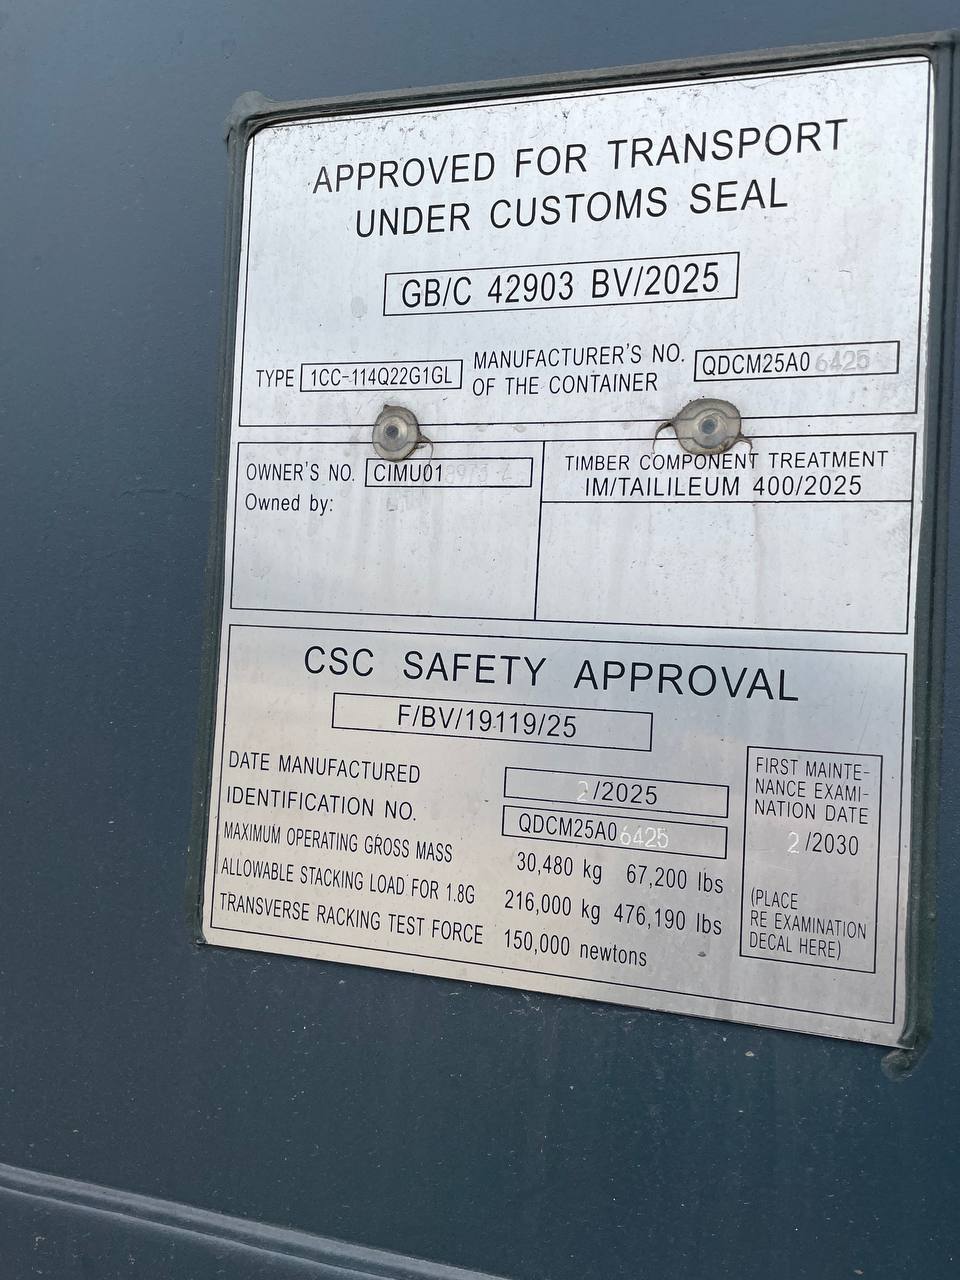 APPROVED FOR TRANSPORT
UNDER CUSTOMS SEAL
GB/C 42903 BV/2025
TYPE 1CC-114Q22G1GL
MANUFACTURER'S NO.
OF THE CONTAINER
QDCM25A06425
OWNER'S NO. CIMU01
Owned by:
TIMBER COMPONENT TREATMENT
IM/TAILILEUM 400/2025
CSC SAFETY APPROVAL
F/BV/19119/25
DATE MANUFACTURED 2/2025
IDENTIFICATION NO. QDCM25A06425
MAXIMUM OPERATING GROSS MASS 30,480 kg 67,200 lbs
ALLOWABLE STACKING LOAD FOR 1.8G 216,000 kg 476,190 lbs
TRANSVERSE RACKING TEST FORCE 150,000 newtons
FIRST MAINTE-
NANCE EXAMI-
NATION DATE
2/2030
(PLACE
RE EXAMINATION
DECAL HERE)